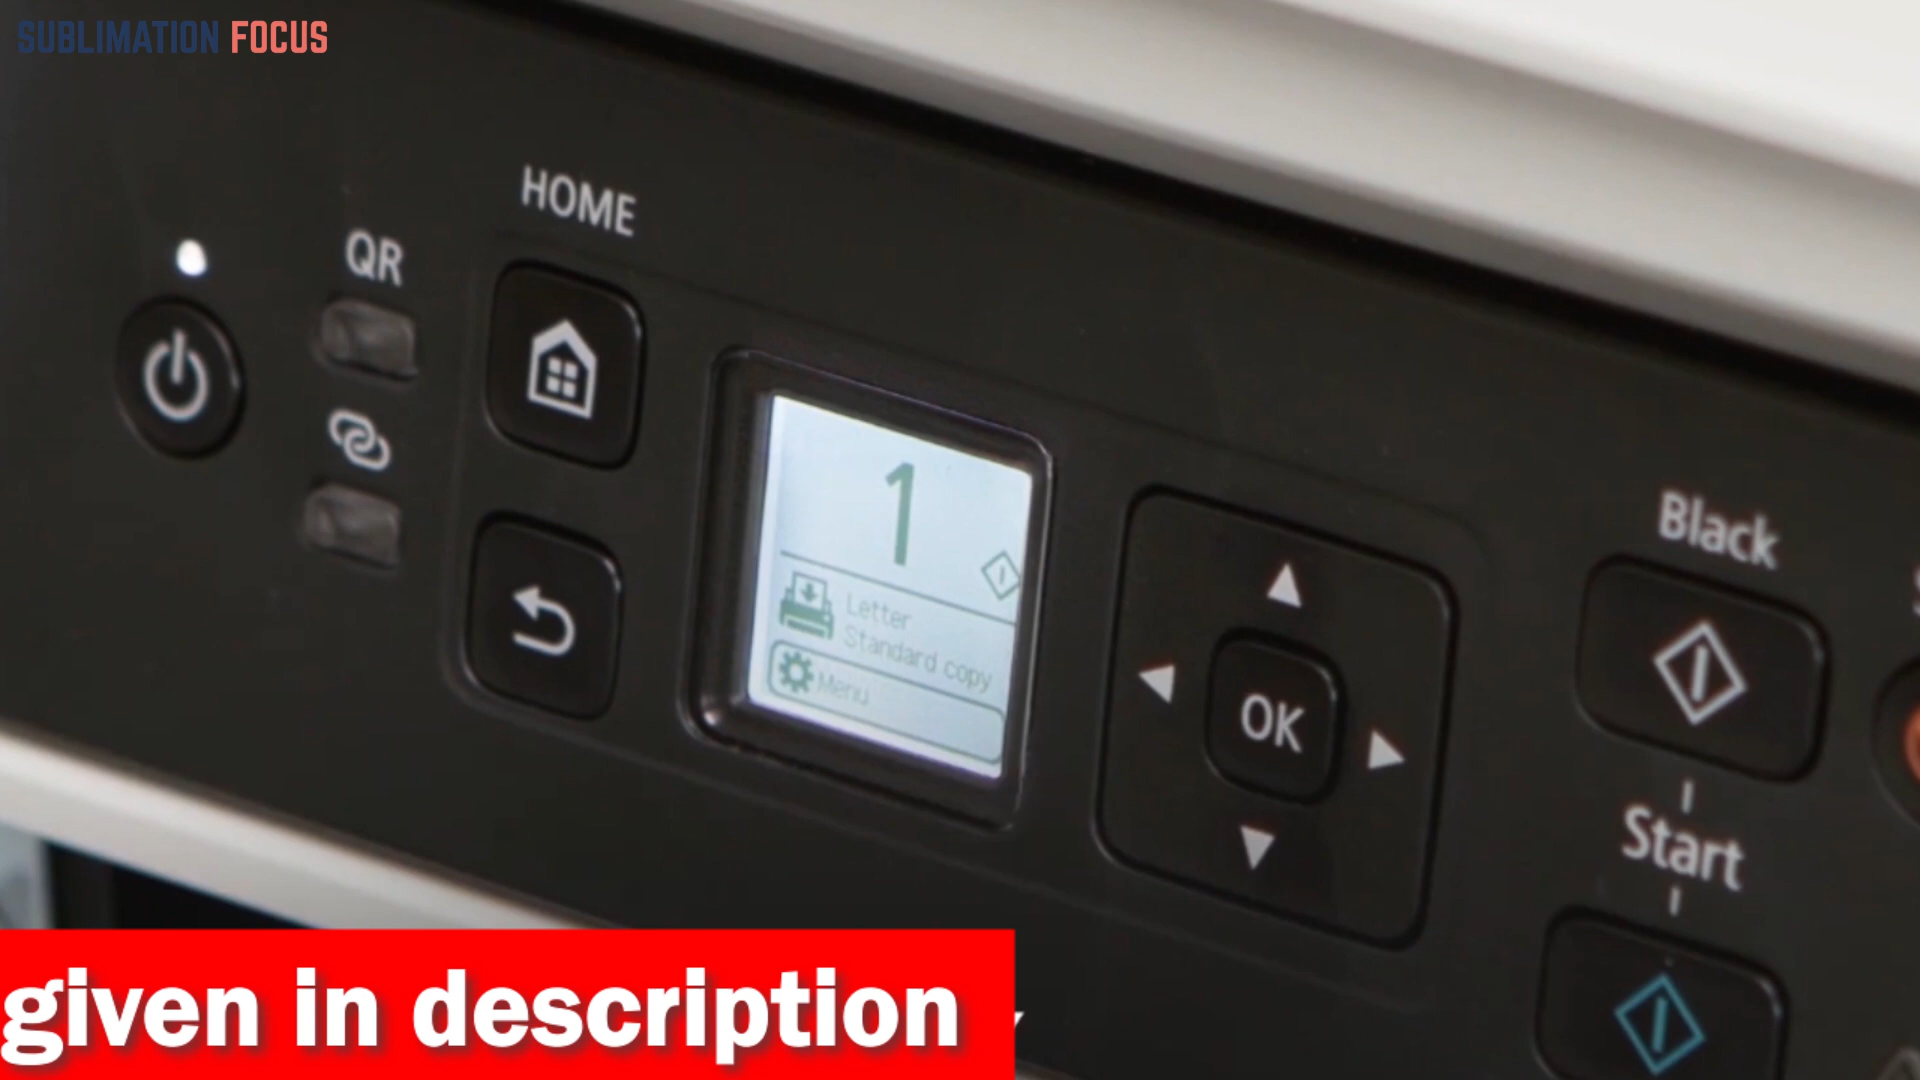 SUBLIMATION FOCUS
HOME
QR
1
Letter
Standard copy
Menu
OK
Black
Start
given in description